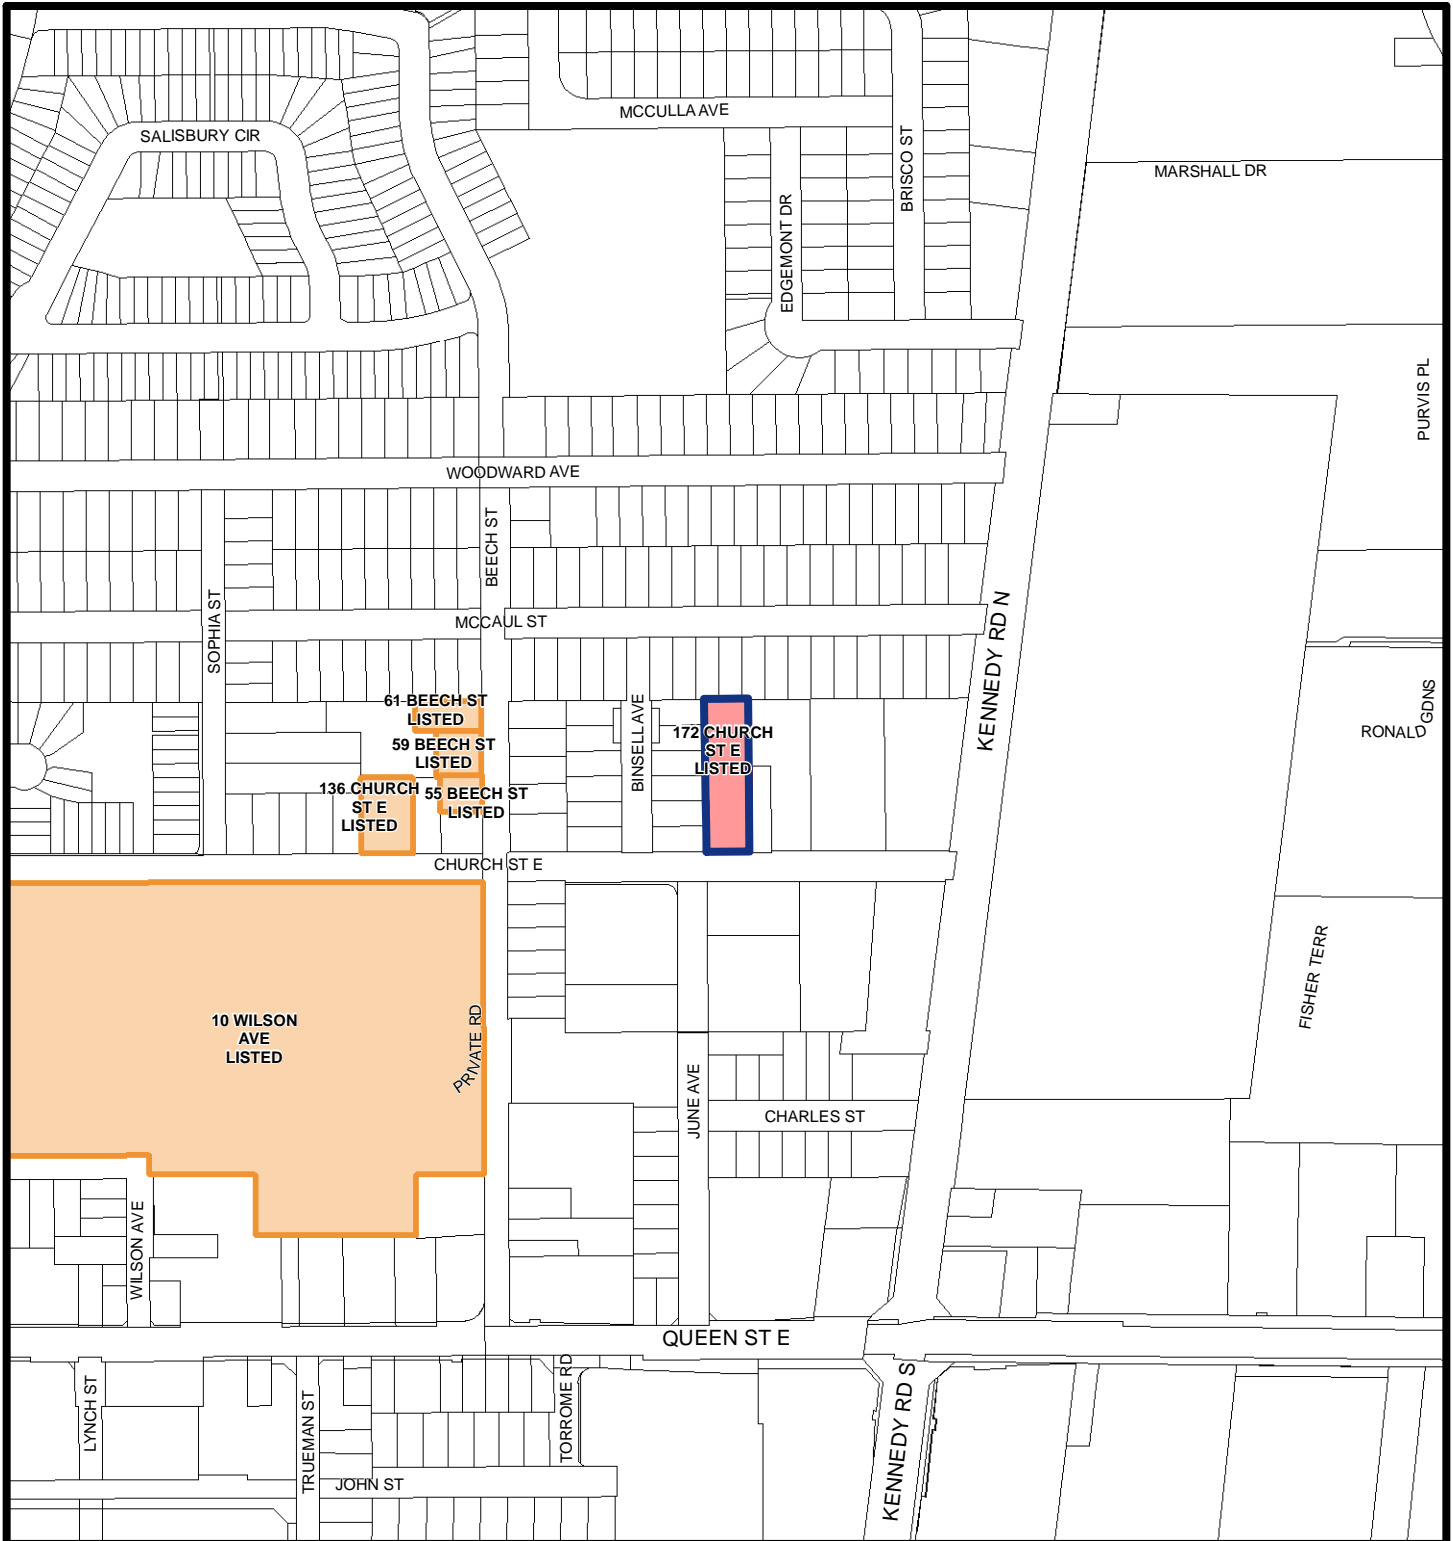 MCCULLA AVE
SALISBURY CIR
BRISCO ST
MARSHALL DR
EDGEMONT DR
PURVIS PL
WOODWARD AVE
BEECH ST
SOPHIA ST
MCCAUL ST
KENNEDY RD N
61 BEECH ST
LISTED
59 BEECH ST
LISTED
136 CHURCH
ST E
LISTED
55 BEECH ST
LISTED
BINSELL AVE
172 CHURCH
ST E
LISTED
RONALD
GDNS
CHURCH ST E
10 WILSON
AVE
LISTED
PRIVATE RD
FISHER TERR
JUNE AVE
CHARLES ST
WILSON AVE
QUEEN ST E
LYNCH ST
TRUEMAN ST
TORROME RD
KENNEDY RD S
JOHN ST